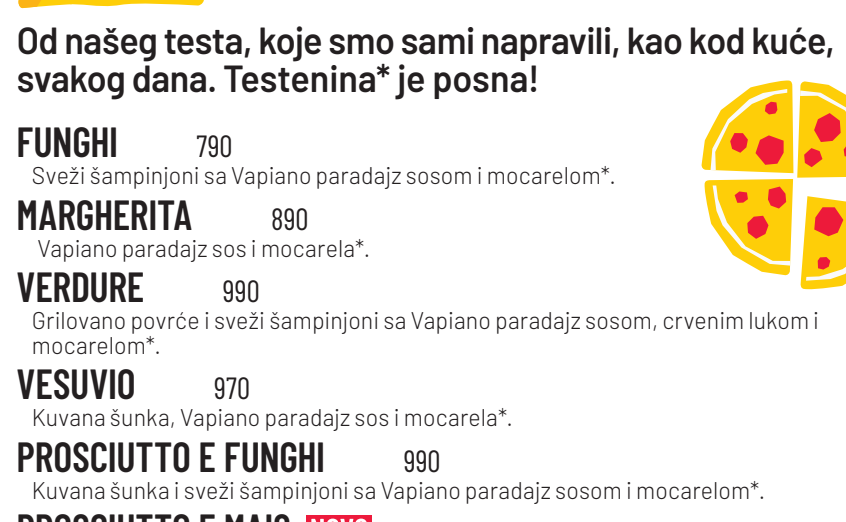 Od našeg testa, koje smo sami napravili, kao kod kuće,
svakog dana. Testenina* je posna!
FUNGHI 790
Sveži šampinjoni sa Vapiano paradajz sosom i mocarelom*.
MARGHERITA 890
Vapiano paradajz sos i mocarela*.
VERDURE 990
Grilovano povrće i sveži šampinjoni sa Vapiano paradajz sosom, crvenim lukom i
mocarelom*.
VESUVIO 970
Kuvana šunka, Vapiano paradajz sos i mocarela*.
PROSCIUTTO E FUNGHI 990
Kuvana šunka i sveži šampinjoni sa Vapiano paradajz sosom i mocarelom*.
PROSCIUTTO E MAIS NOVO